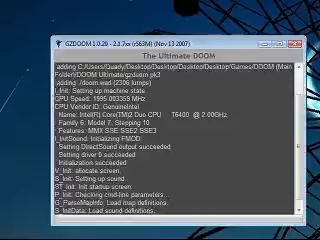 GZDOOM 1.0.29 - 2.1.7xx (r563M) (Nov 13 2007)
The Ultimate DOOM
adding C:/Users/Quady/Desktop/Desktop/Desktop/Desktop/Games/DOOM (Main
Folder)/DOOM Ultimate/gzdoom.pk3
adding ./doom.wad (2306 lumps)
I_Init: Setting up machine state.
CPU Speed: 1995.003359 MHz
CPU Vendor ID: GenuineIntel
Name: Intel(R) Core(TM)2 Duo CPU T6400 @ 2.00GHz
Family 6, Model 7, Stepping 10
Features: MMX SSE SSE2 SSE3
I_InitSound: Initializing FMOD
Setting DirectSound output succeeded
Setting driver 0 succeeded
Initialization succeeded
V_Init: allocate screen.
S_Init: Setting up sound.
ST_Init: Init startup screen.
P_Init: Checking cmd-line parameters...
G_ParseMapInfo: Load map definitions.
S_InitData: Load sound definitions.